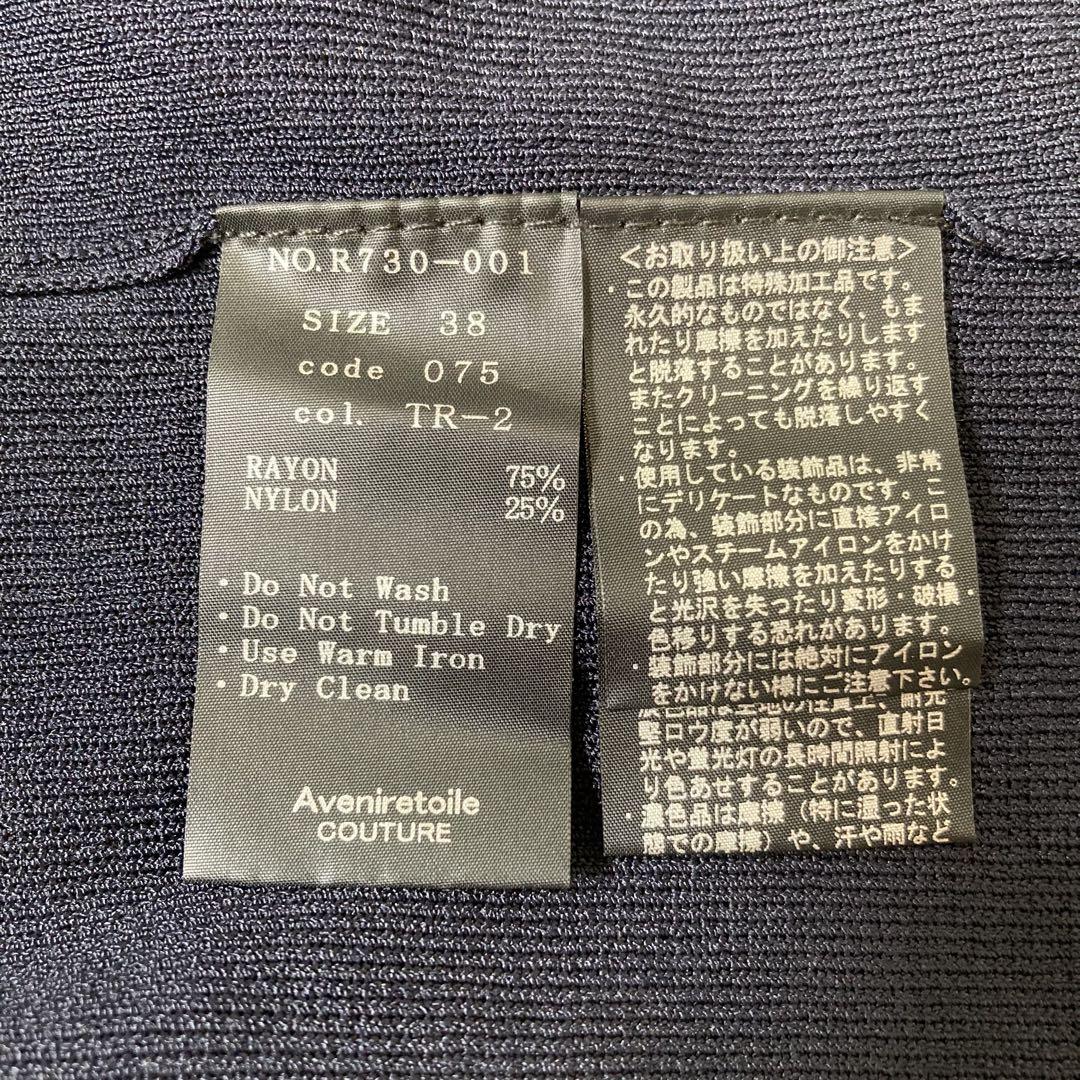 NO.R730-001
SIZE 38
code 075
col. TR-2
RAYON 75%
NYLON 25%
・Do Not Wash
・Do Not Tumble Dry
・Use Warm Iron
・Dry Clean
Aveniretoile
COUTURE
＜お取り扱い上の御注意＞
・この製品は特殊加工品です。
永久的なものではなく、もま
れたり摩擦を加えたりします
と脱落することがあります。
またクリーニングを繰り返す
ことによっても脱落しやすく
なります。
・使用している装飾品は、非常
にデリケートなものです。こ
の為、装飾部分に直接アイロ
ンやスチームアイロンをかけ
たり強い摩擦を加えたりする
と光沢を失ったり変形・破損・
色移りする恐れがあります。
・装飾部分には絶対にアイロン
をかけない様にご注意下さい。
堅ロウ度が弱いので、直射日
光や蛍光灯の長時間照射によ
り色あせすることがあります。
・濃色品は摩擦（特に湿った状
態での摩擦）や、汗や雨など